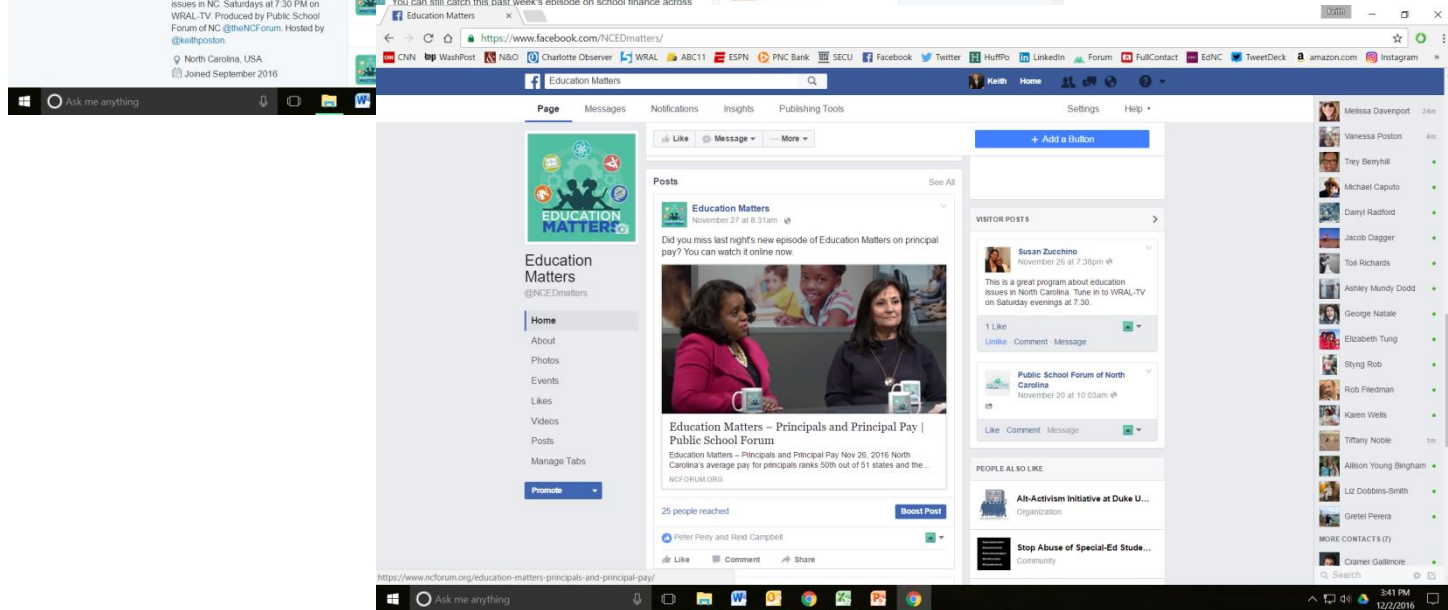 issues in NC. Saturdays at 7:30 PM on
WRAL-TV. Produced by Public School
Forum of NC @theNCForum. Hosted by
@keithposton.
North Carolina, USA
Joined September 2016
Ask me anything
You can still catch this past week's episode on school finance across
Education Matters
Keith
https://www.facebook.com/NCEDmatters/
CNN
WashPost
N&O
Charlotte Observer
WRAL
ABC11
ESPN
PNC Bank
SECU
Facebook
Twitter
HuffPo
LinkedIn
Forum
FullContact
EdNC
TweetDeck
amazon.com
Instagram
Education Matters
Keith
Home
Page
Messages
Notifications
Insights
Publishing Tools
Settings
Help
EDUCATION
MATTERS
Education
Matters
@NCEDmatters
Home
About
Photos
Events
Likes
Videos
Posts
Manage Tabs
Promote
Like
Message
More
+ Add a Button
Posts
See All
Education Matters
November 27 at 8:31am
Did you miss last night's new episode of Education Matters on principal
pay? You can watch it online now.
Education Matters – Principals and Principal Pay |
Public School Forum
Education Matters – Principals and Principal Pay Nov 26, 2016 North
Carolina's average pay for principals ranks 50th out of 51 states and the...
NCFORUM.ORG
25 people reached
Boost Post
Peter Perry and Reid Campbell
Like
Comment
Share
VISITOR POSTS
Susan Zucchino
November 26 at 7:38pm
This is a great program about education
issues in North Carolina. Tune in to WRAL-TV
on Saturday evenings at 7:30.
1 Like
Unlike · Comment · Message
Public School Forum of North
Carolina
November 20 at 10:03am
Like · Comment · Message
PEOPLE ALSO LIKE
Alt-Activism Initiative at Duke U...
Organization
Stop Abuse of Special-Ed Stude...
Community
Melissa Davenport 24m
Vanessa Poston 4m
Trey Berryhill
Michael Caputo
Darryl Radford
Jacob Dagger
Tori Richards
Ashley Mundy Dodd
George Natale
Elizabeth Tung
Styng Rob
Rob Friedman
Karen Wells
Tiffany Noble 1m
Allison Young Bingham
Liz Dobbins-Smith
Gretel Perera
MORE CONTACTS (7)
Cramer Gallimore
Search
https://www.ncforum.org/education-matters-principals-and-principal-pay/
Ask me anything
3:41 PM
12/2/2016